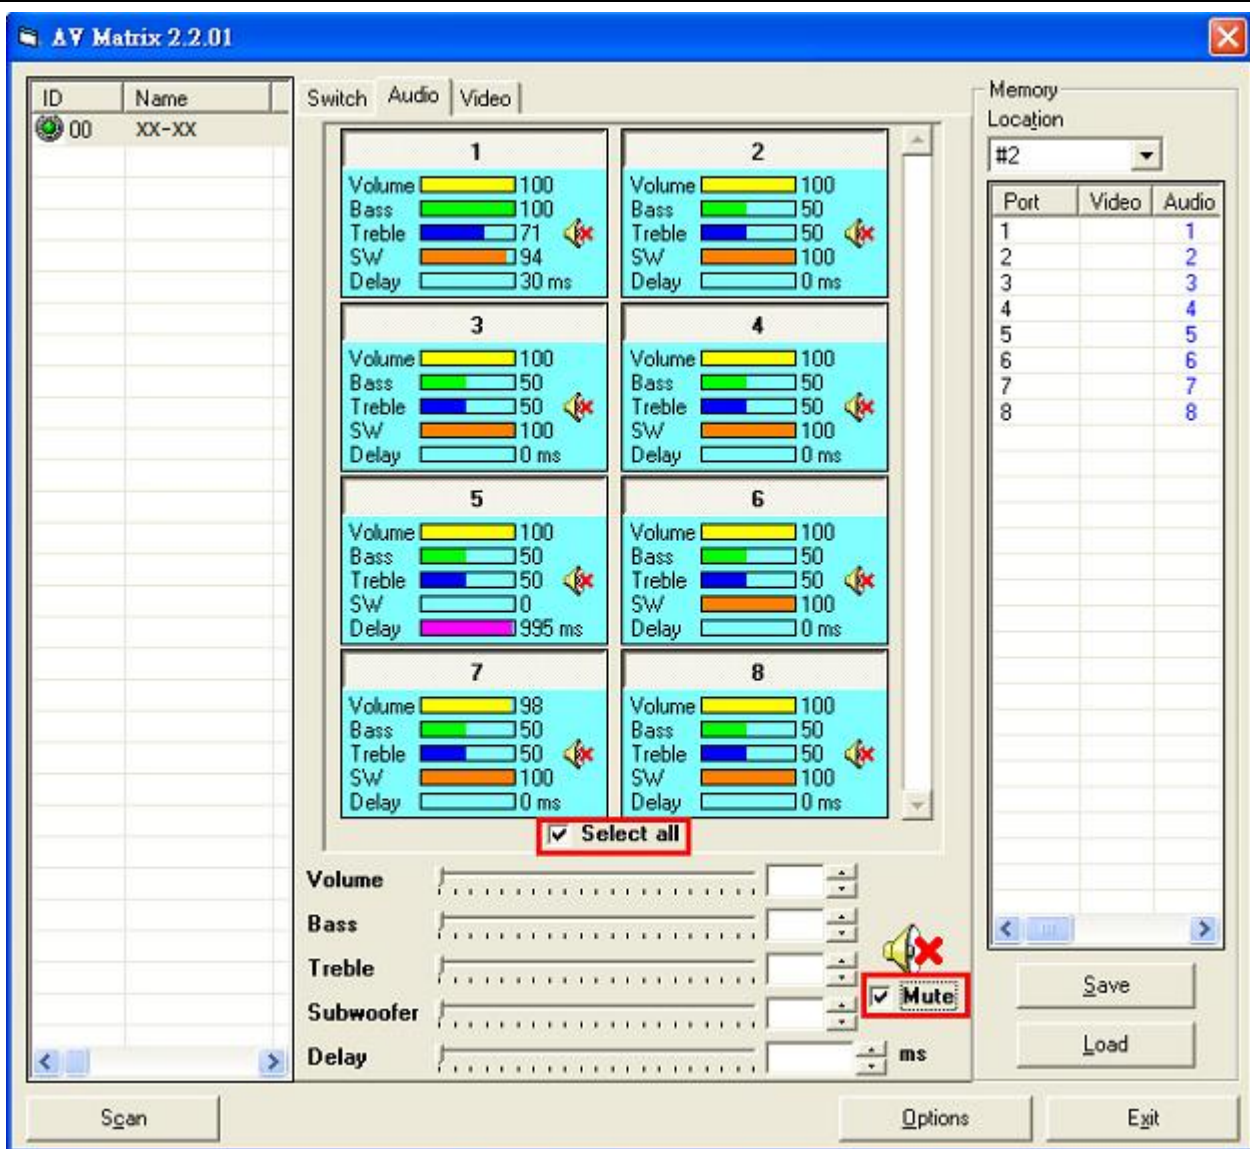 AV Matrix 2.2.01
ID Name
00 XX-XX
Switch Audio Video
1
Volume 100
Bass 100
Treble 71
SW 94
Delay 30 ms
2
Volume 100
Bass 50
Treble 50
SW 100
Delay 0 ms
3
Volume 100
Bass 50
Treble 50
SW 100
Delay 0 ms
4
Volume 100
Bass 50
Treble 50
SW 100
Delay 0 ms
5
Volume 100
Bass 50
Treble 50
SW 0
Delay 995 ms
6
Volume 100
Bass 50
Treble 50
SW 100
Delay 0 ms
7
Volume 98
Bass 50
Treble 50
SW 100
Delay 0 ms
8
Volume 100
Bass 50
Treble 50
SW 100
Delay 0 ms
Select all
Volume
Bass
Treble
Subwoofer
Delay ms
Mute
Memory
Location
#2
Port Video Audio
1 1
2 2
3 3
4 4
5 5
6 6
7 7
8 8
Save
Load
Scan
Options
Exit